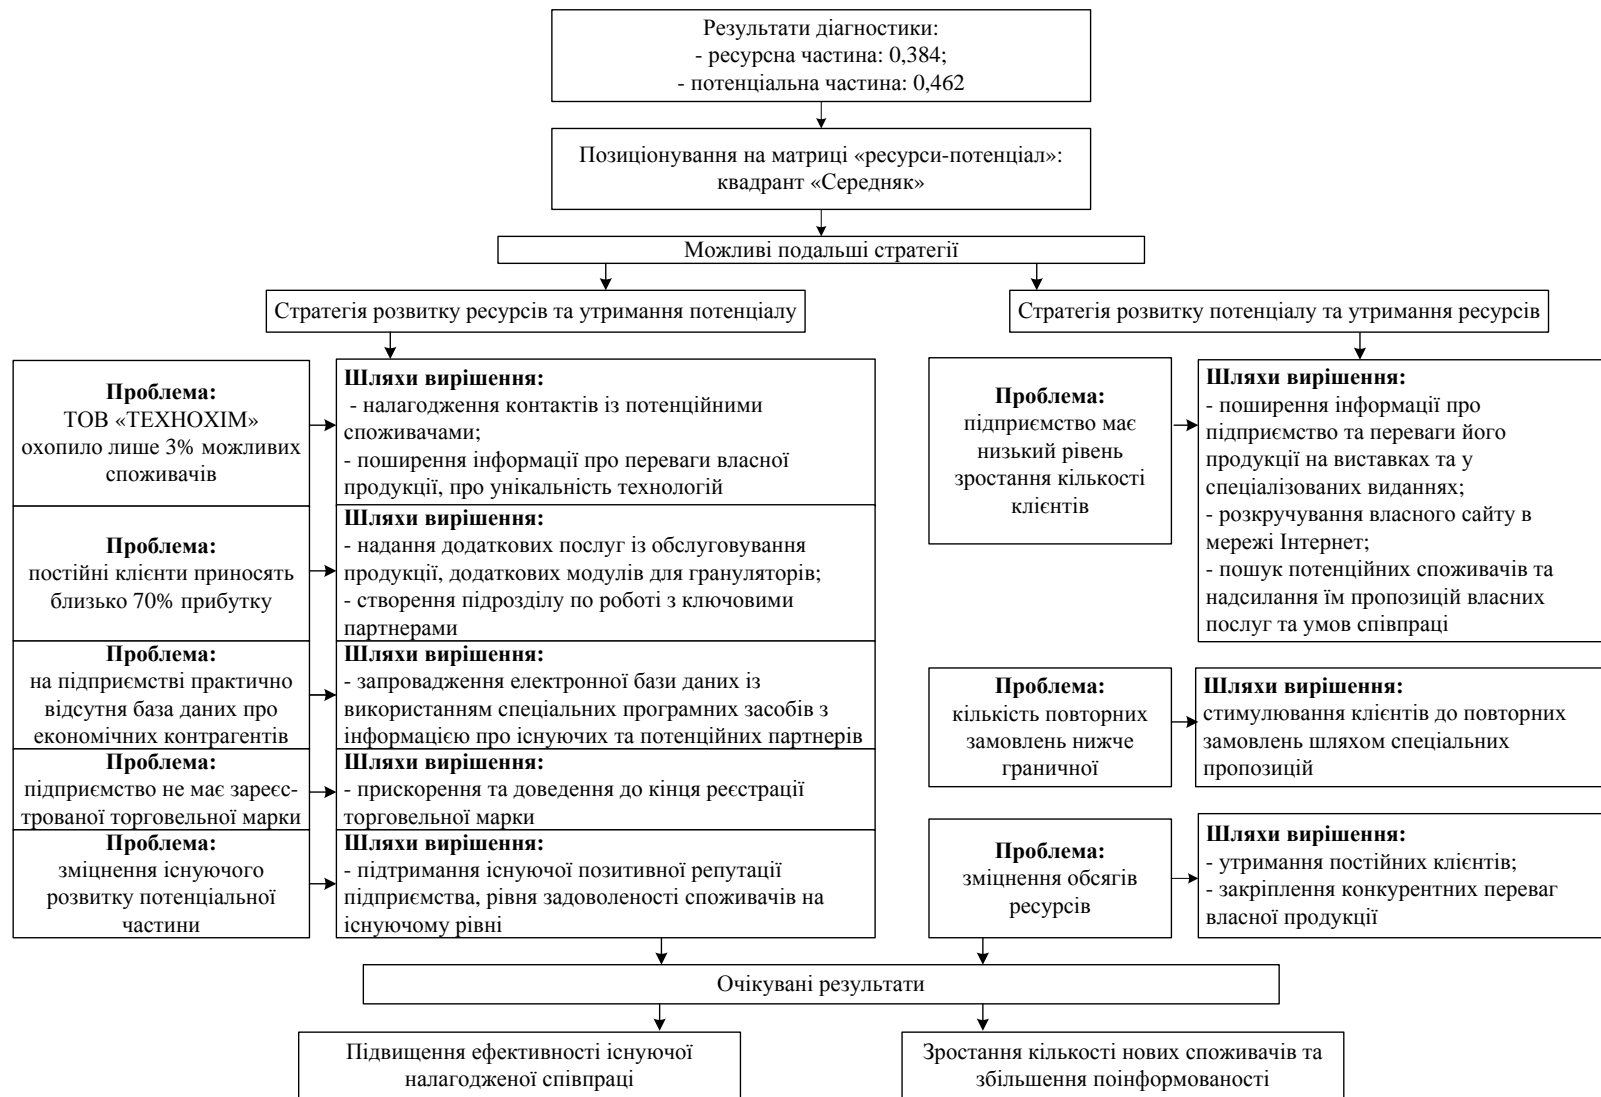 Результати діагностики:
- ресурсна частина: 0,384;
- потенціальна частина: 0,462
Позиціонування на матриці «ресурси-потенціал»:
квадрант «Середняк»
Можливі подальші стратегії
Стратегія розвитку ресурсів та утримання потенціалу
Стратегія розвитку потенціалу та утримання ресурсів
Проблема:
ТОВ «ТЕХНОХІМ»
охопило лише 3% можливих
споживачів
Шляхи вирішення:
- налагодження контактів із потенційними
споживачами;
- поширення інформації про переваги власної
продукції, про унікальність технологій
Проблема:
постійні клієнти приносять
близько 70% прибутку
Шляхи вирішення:
- надання додаткових послуг із обслуговування
продукції, додаткових модулів для грануляторів;
- створення підрозділу по роботі з ключовими
партнерами
Проблема:
на підприємстві практично
відсутня база даних про
економічних контрагентів
Шляхи вирішення:
- запровадження електронної бази даних із
використанням спеціальних програмних засобів з
інформацією про існуючих та потенційних партнерів
Проблема:
підприємство не має зареєс-
трованої торговельної марки
Шляхи вирішення:
- прискорення та доведення до кінця реєстрації
торговельної марки
Проблема:
зміцнення існуючого
розвитку потенціальної
частини
Шляхи вирішення:
- підтримання існуючої позитивної репутації
підприємства, рівня задоволеності споживачів на
існуючому рівні
Проблема:
підприємство має
низький рівень
зростання кількості
клієнтів
Шляхи вирішення:
- поширення інформації про
підприємство та переваги його
продукції на виставках та у
спеціалізованих виданнях;
- розкручування власного сайту в
мережі Інтернет;
- пошук потенційних споживачів та
надсилання їм пропозицій власних
послуг та умов співпраці
Проблема:
кількість повторних
замовлень нижче
граничної
Шляхи вирішення:
стимулювання клієнтів до повторних
замовлень шляхом спеціальних
пропозицій
Проблема:
зміцнення обсягів
ресурсів
Шляхи вирішення:
- утримання постійних клієнтів;
- закріплення конкурентних переваг
власної продукції
Очікувані результати
Підвищення ефективності існуючої
налагодженої співпраці
Зростання кількості нових споживачів та
збільшення поінформованості